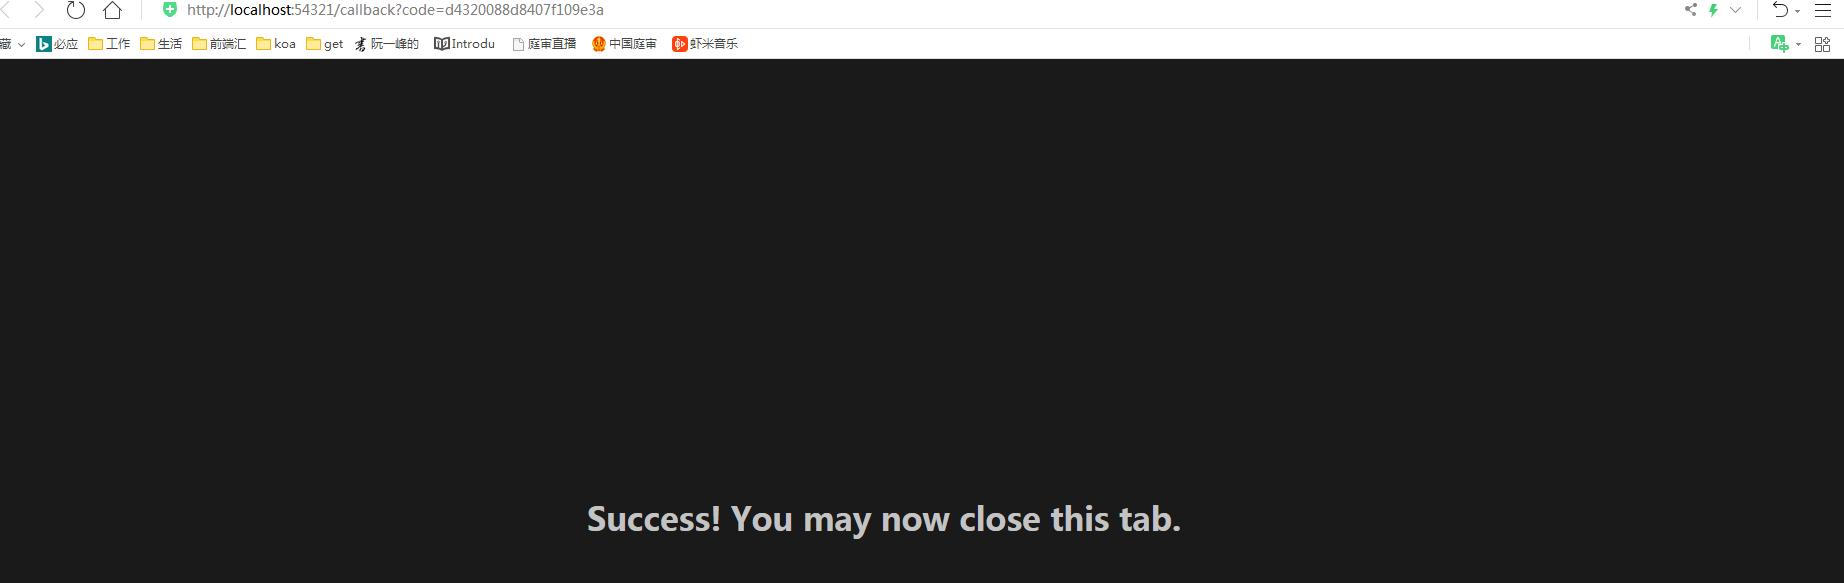 http://localhost:54321/callback?code=d4320088d8407f109e3a
藏 必应 工作 生活 前端汇 koa get 阮一峰的 Introdu 庭审直播 中国庭审 虾米音乐
Success! You may now close this tab.